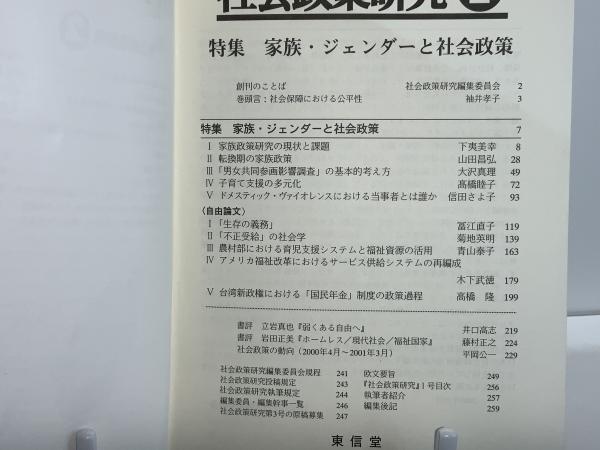 社会政策研究②
特集 家族・ジェンダーと社会政策
創刊のことば 社会政策研究編集委員会 2
巻頭言:社会保障における公平性 袖井孝子 3
特集 家族・ジェンダーと社会政策 7
Ⅰ 家族政策研究の現状と課題 下夷美幸 8
Ⅱ 転換期の家族政策 山田昌弘 28
Ⅲ 「男女共同参画影響調査」の基本的考え方 大沢真理 49
Ⅳ 子育て支援の多元化 髙橋睦子 72
Ⅴ ドメスティック・ヴァイオレンスにおける当事者とは誰か 信田さよ子 93
〈自由論文〉
Ⅰ 「生存の義務」 冨江直子 119
Ⅱ 「不正受給」の社会学 菊地英明 139
Ⅲ 農村部における育児支援システムと福祉資源の活用 青山泰子 163
Ⅳ アメリカ福祉改革におけるサービス供給システムの再編成
木下武徳 179
Ⅴ 台湾新政権における「国民年金」制度の政策過程 高橋 隆 199
書評 立岩真也『弱くある自由へ』 井口高志 219
書評 岩田正美『ホームレス/現代社会/福祉国家』 藤村正之 224
社会政策の動向(2000年4月~2001年3月) 平岡公一 229
社会政策研究編集委員会規程 241 欧文要旨 249
社会政策研究投稿規定 243 『社会政策研究』1号目次 256
社会政策研究執筆規定 244 執筆者紹介 257
編集委員・編集幹事一覧 246 編集後記 259
社会政策研究第3号の原稿募集 247
東信堂